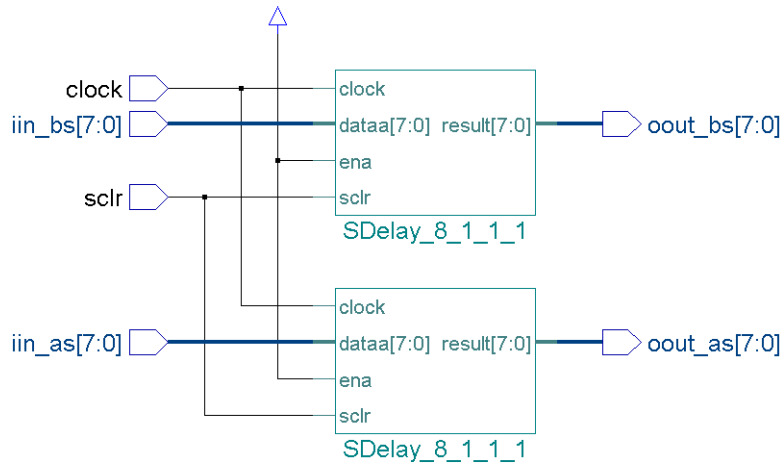 clock
clock
iin_bs[7:0]
dataa[7:0] result[7:0]
oout_bs[7:0]
ena
sclr
sclr
SDelay_8_1_1_1
clock
iin_as[7:0]
dataa[7:0] result[7:0]
oout_as[7:0]
ena
sclr
SDelay_8_1_1_1